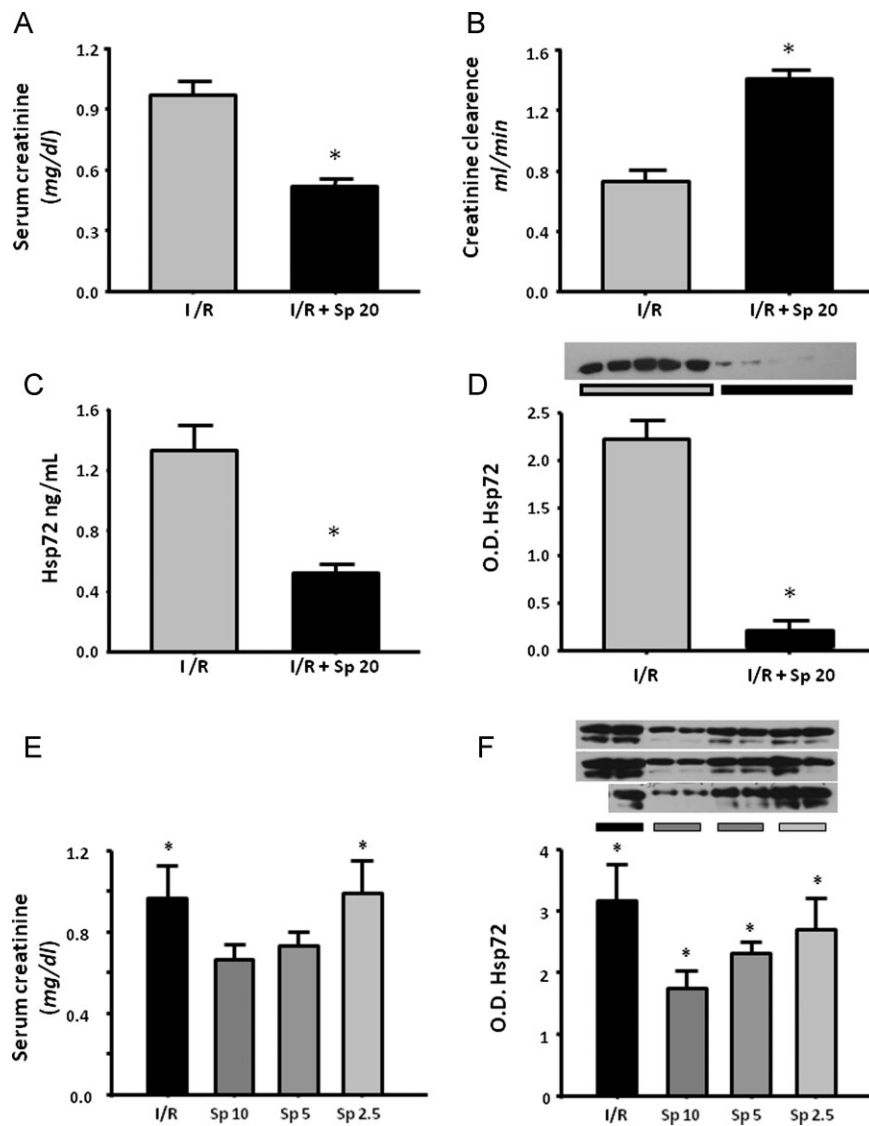 A
Serum creatinine
(mg/dl)
1.2
0.9
0.6
0.3
0.0
*
I/R
I/R + Sp 20
B
Creatinine clearence
ml/min
1.6
1.2
0.8
0.4
0.0
*
I/R
I/R + Sp 20
C
Hsp72 ng/mL
1.6
1.2
0.8
0.4
0.0
*
I/R
I/R + Sp 20
D
O.D. Hsp72
2.5
2.0
1.5
1.0
0.5
0.0
*
I/R
I/R + Sp 20
E
Serum creatinine
(mg/dl)
1.2
0.8
0.4
0.0
*
*
I/R
Sp 10
Sp 5
Sp 2.5
F
O.D. Hsp72
4
3
2
1
0
*
*
*
*
I/R
Sp 10
Sp 5
Sp 2.5